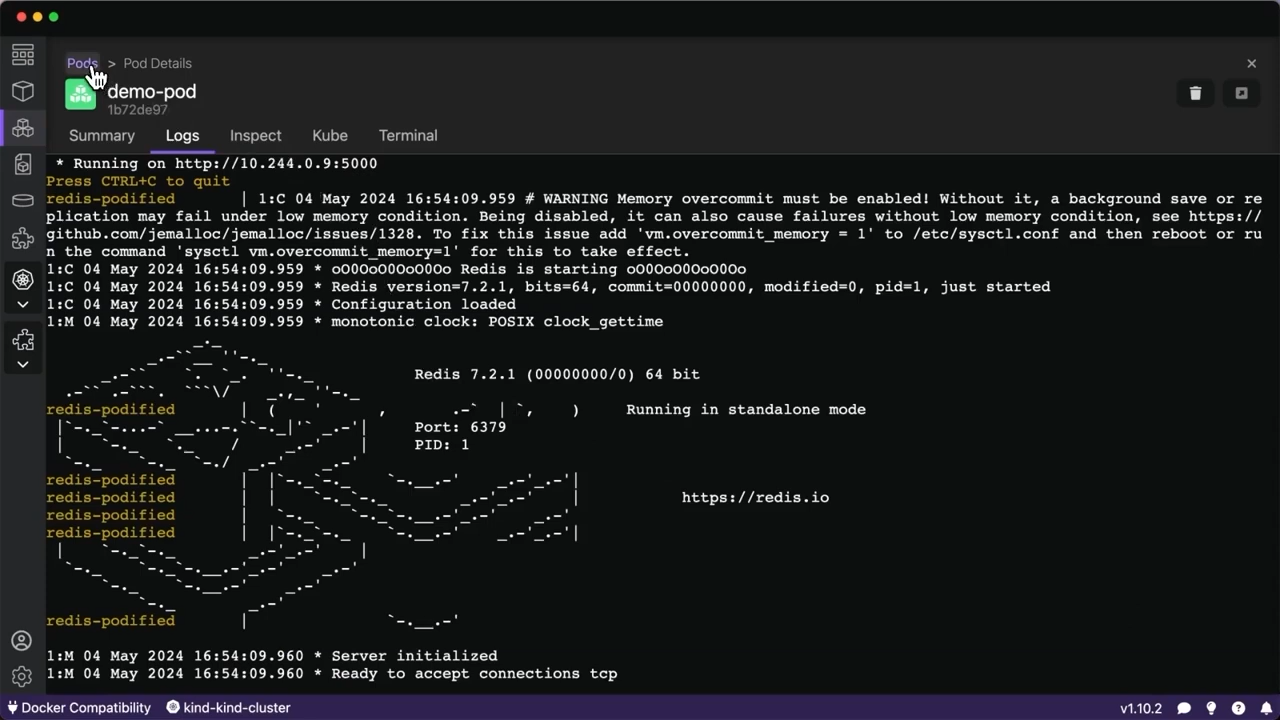 Pods > Pod Details
demo-pod
1b72de97
Summary Logs Inspect Kube Terminal
* Running on http://10.244.0.9:5000
Press CTRL+C to quit
redis-podified | 1:C 04 May 2024 16:54:09.959 # WARNING Memory overcommit must be enabled! Without it, a background save or re
plication may fail under low memory condition. Being disabled, it can also cause failures without low memory condition, see https://
github.com/jemalloc/jemalloc/issues/1328. To fix this issue add 'vm.overcommit_memory = 1' to /etc/sysctl.conf and then reboot or ru
n the command 'sysctl vm.overcommit_memory=1' for this to take effect.
1:C 04 May 2024 16:54:09.959 * oO0OoO0OoO0Oo Redis is starting oO0OoO0OoO0Oo
1:C 04 May 2024 16:54:09.959 * Redis version=7.2.1, bits=64, commit=00000000, modified=0, pid=1, just started
1:C 04 May 2024 16:54:09.959 * Configuration loaded
1:M 04 May 2024 16:54:09.959 * monotonic clock: POSIX clock_gettime
Redis 7.2.1 (00000000/0) 64 bit
redis-podified | Running in standalone mode
Port: 6379
PID: 1
redis-podified |
redis-podified | https://redis.io
redis-podified |
redis-podified |
redis-podified |
1:M 04 May 2024 16:54:09.960 * Server initialized
1:M 04 May 2024 16:54:09.960 * Ready to accept connections tcp
Docker Compatibility kind-kind-cluster v1.10.2